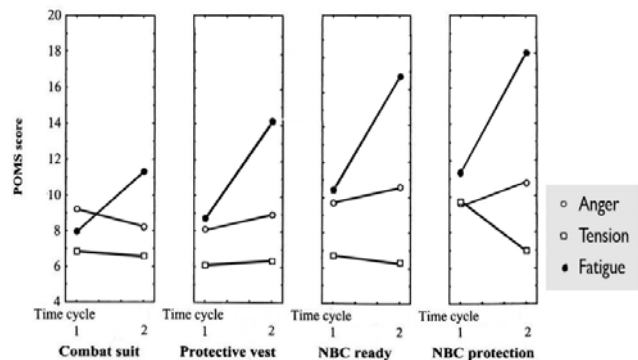 POMS score
20
18
16
14
12
10
8
6
4
Time cycle Time cycle Time cycle Time cycle
1 2 1 2 1 2 1 2
Combat suit Protective vest NBC ready NBC protection
Anger
Tension
Fatigue